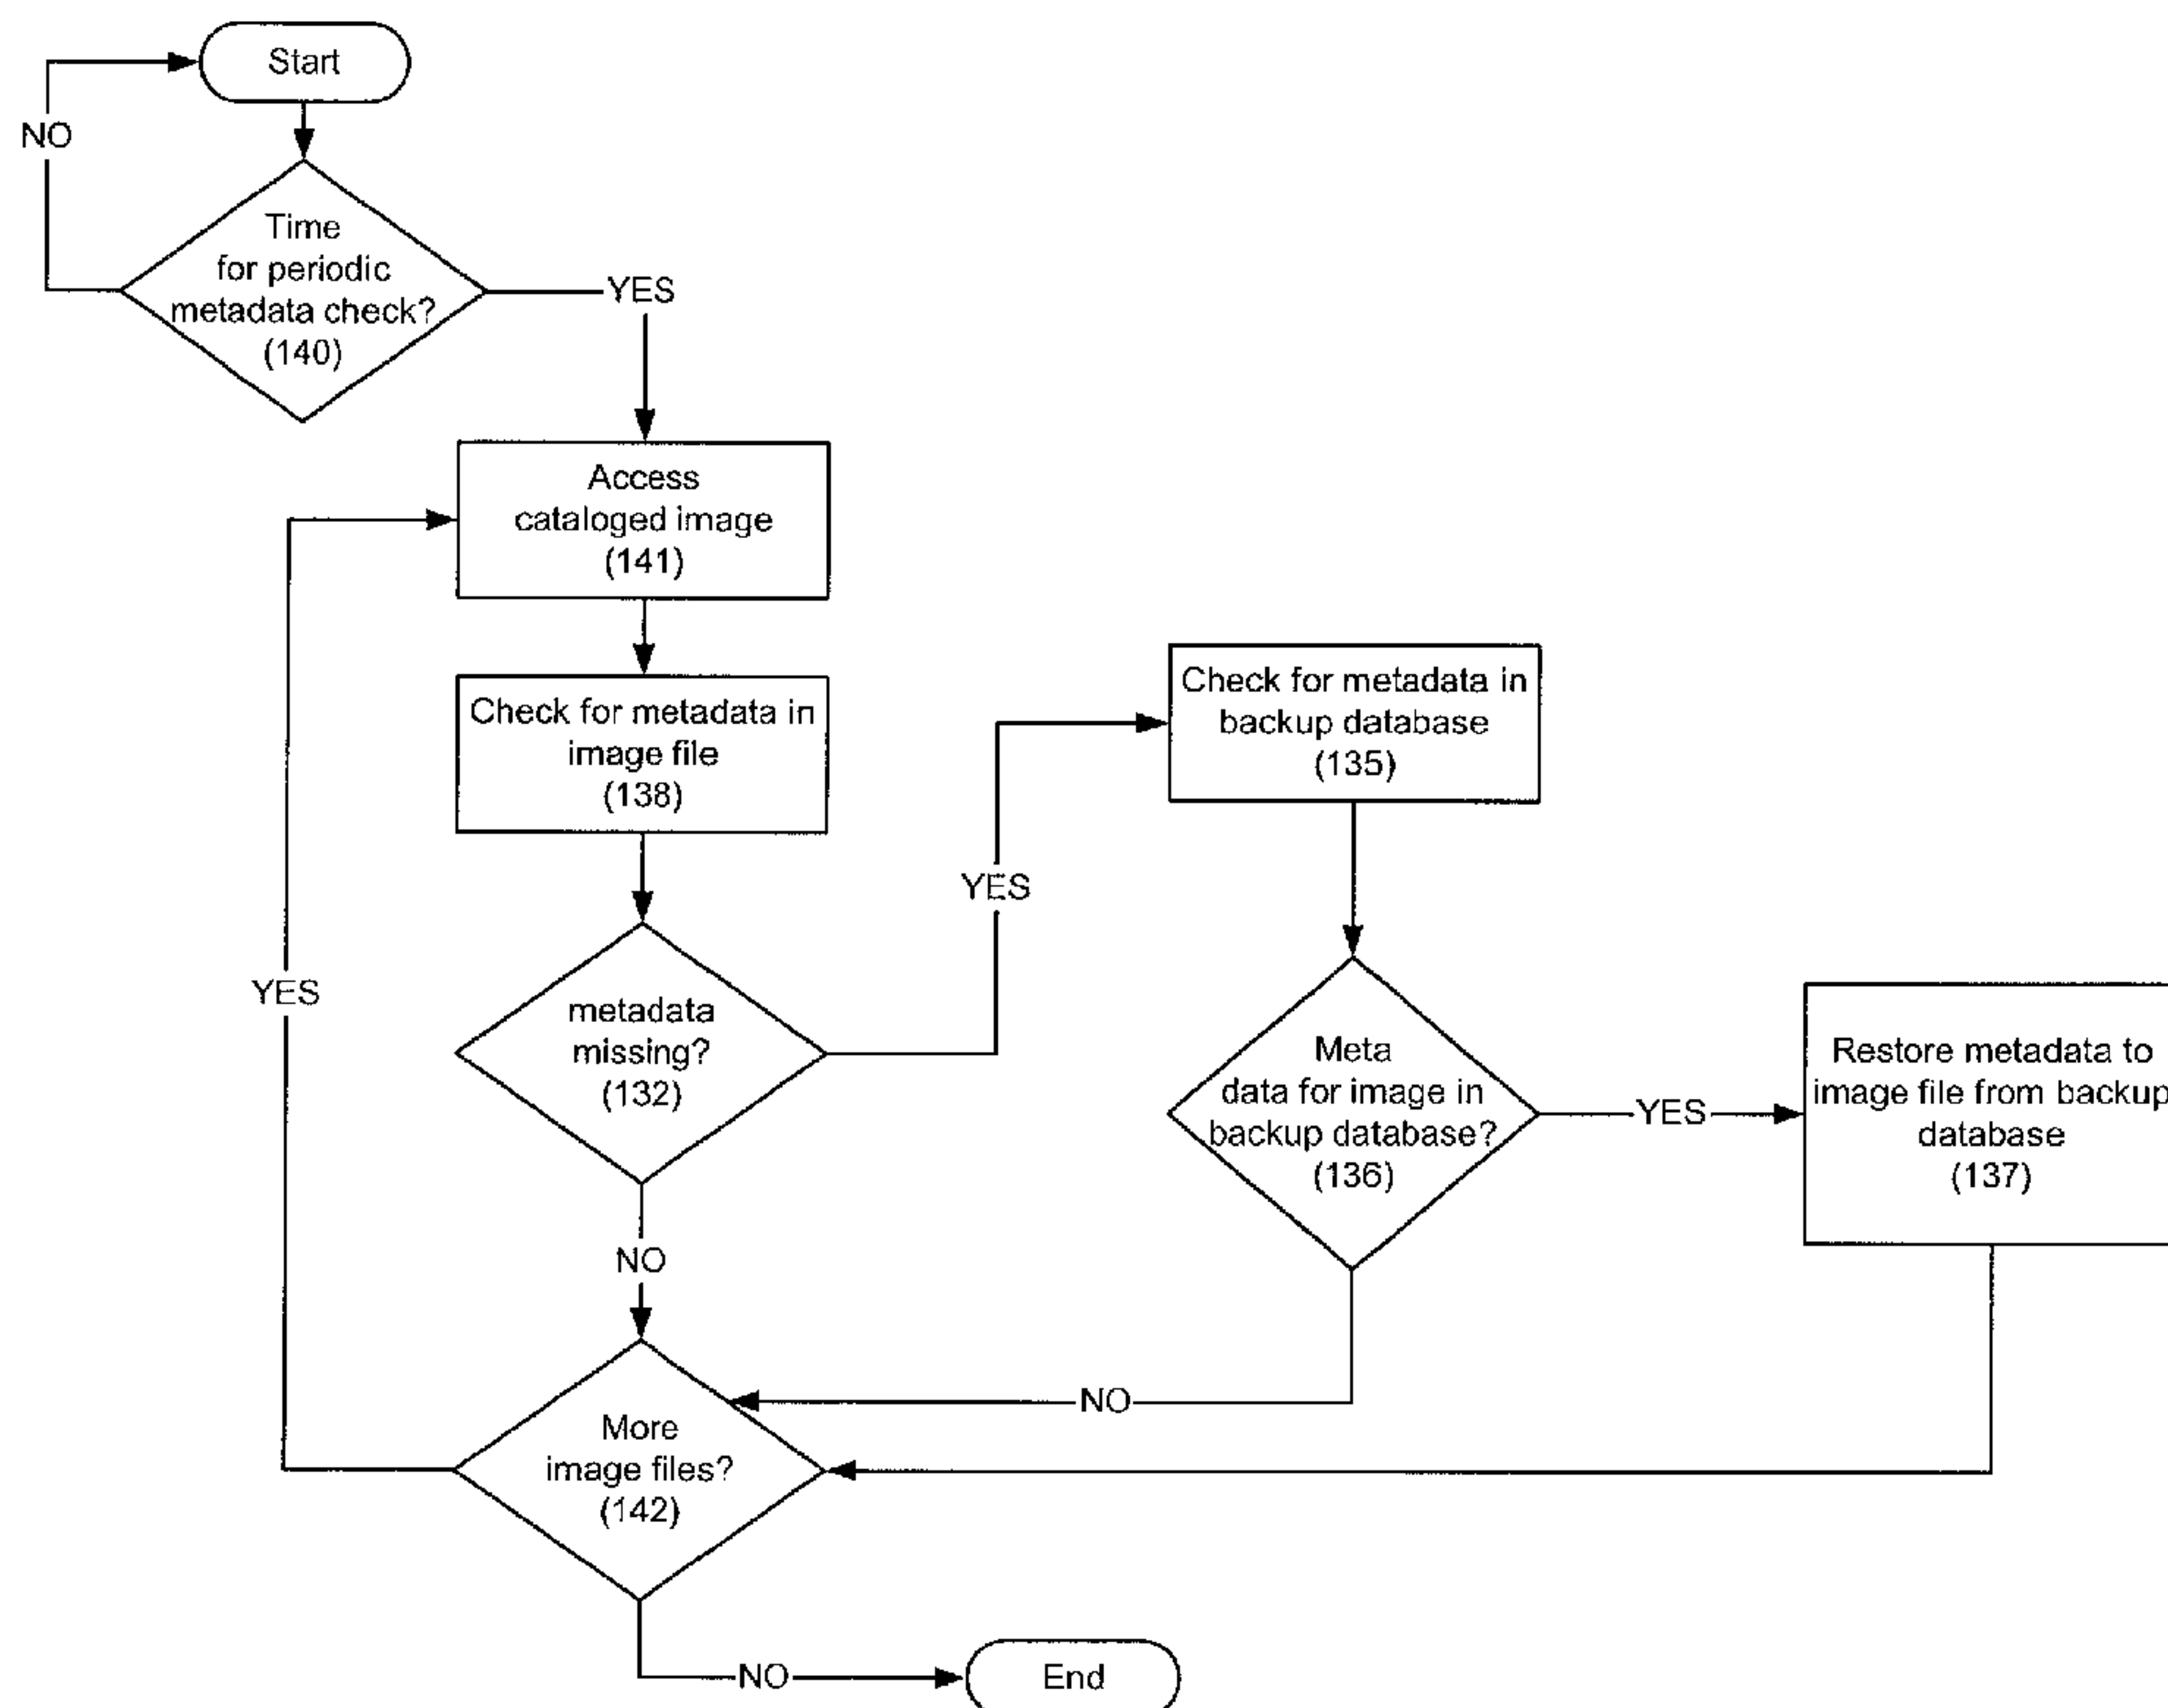 Start
NO
Time
for periodic
metadata check?
(140)
YES
Access
cataloged image
(141)
Check for metadata in
image file
(138)
Check for metadata in
backup database
(135)
YES
YES
metadata
missing?
(132)
Meta
data for image in
backup database?
(136)
YES
Restore metadata to
image file from backup
database
(137)
NO
NO
More
image files?
(142)
NO
End